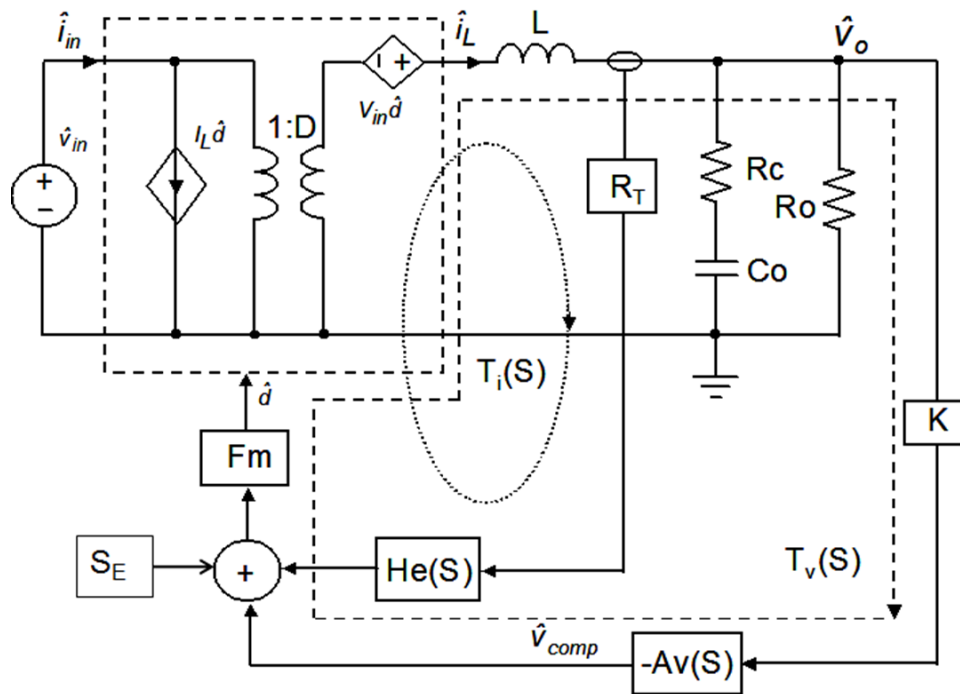 î_in
î_L
L
v̂_o
v̂_in
I_L d̂
1:D
V_in d̂
+
−
+
R_T
Rc
Ro
Co
T_i(S)
d̂
K
Fm
S_E
+
He(S)
T_v(S)
v̂_comp
-Av(S)